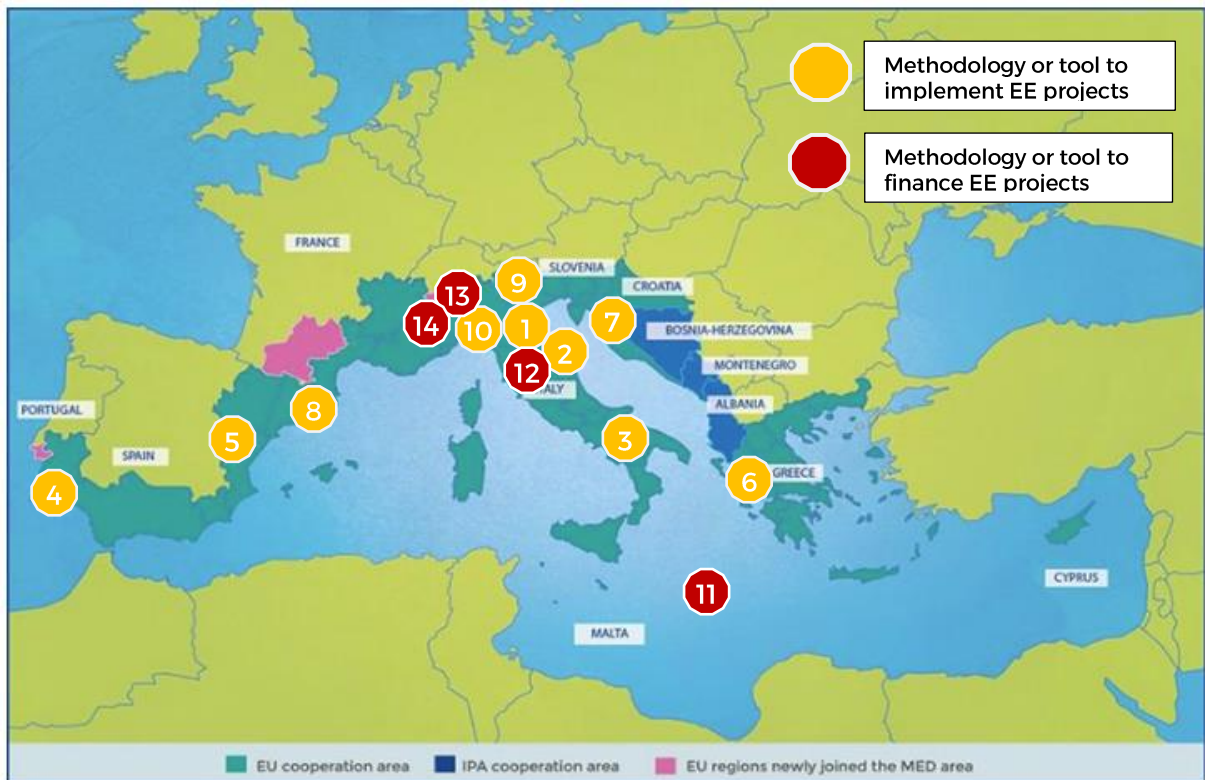 Methodology or tool to
implement EE projects
Methodology or tool to
finance EE projects
FRANCE
SLOVENIA
CROATIA
BOSNIA-HERZEGOVINA
MONTENEGRO
ALBANIA
GREECE
ITALY
PORTUGAL
SPAIN
CYPRUS
MALTA
9
13
14
10
1
7
2
12
8
5
3
4
6
11
EU cooperation area
IPA cooperation area
EU regions newly joined the MED area